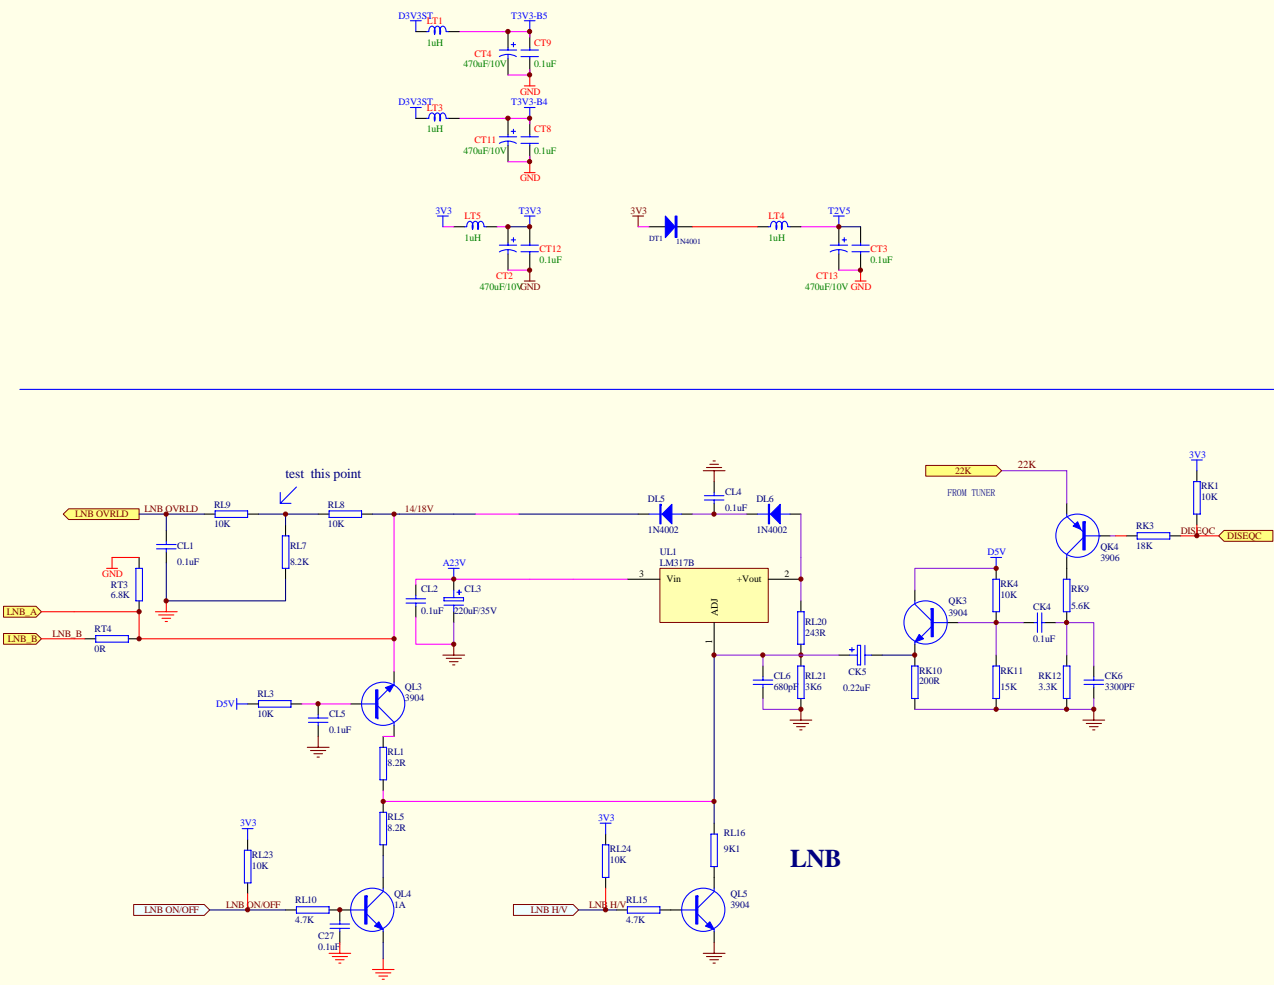 D3V3ST
LT1
1uH
T3V3-B5
CT4
470uF/10V
CT9
0.1uF
GND
D3V3ST
LT3
1uH
T3V3-B4
CT11
470uF/10V
CT8
0.1uF
GND
3V3
LT5
1uH
T3V3
CT12
0.1uF
CT2
470uF/10V
GND
3V3
DT1
1N4001
LT4
1uH
T2V5
CT3
0.1uF
CT13
470uF/10V
GND
test this point
LNB OVRLD
LNB OVRLD
RL9
10K
RL8
10K
14/18V
CL1
0.1uF
RL7
8.2K
GND
RT3
6.8K
LNB_A
LNB_B
LNB_B
RT4
0R
A23V
CL2
0.1uF
CL3
220uF/35V
DL5
1N4002
CL4
0.1uF
DL6
1N4002
UL1
LM317B
3
Vin
+Vout
2
ADJ
1
RL20
243R
CL6
680pF
RL21
3K6
CK5
0.22uF
22K
22K
FROM TUNER
3V3
RK1
10K
DISEQC
DISEQC
RK3
18K
QK4
3906
D5V
RK4
10K
RK9
5.6K
QK3
3904
CK4
0.1uF
RK10
200R
RK11
15K
RK12
3.3K
CK6
3300PF
D5V
RL3
10K
CL5
0.1uF
QL3
3904
RL1
8.2R
RL5
8.2R
3V3
RL23
10K
LNB ON/OFF
LNB ON/OFF
RL10
4.7K
C27
0.1uF
QL4
1A
3V3
RL24
10K
LNB H/V
LNB H/V
RL15
4.7K
RL16
9K1
QL5
3904
LNB